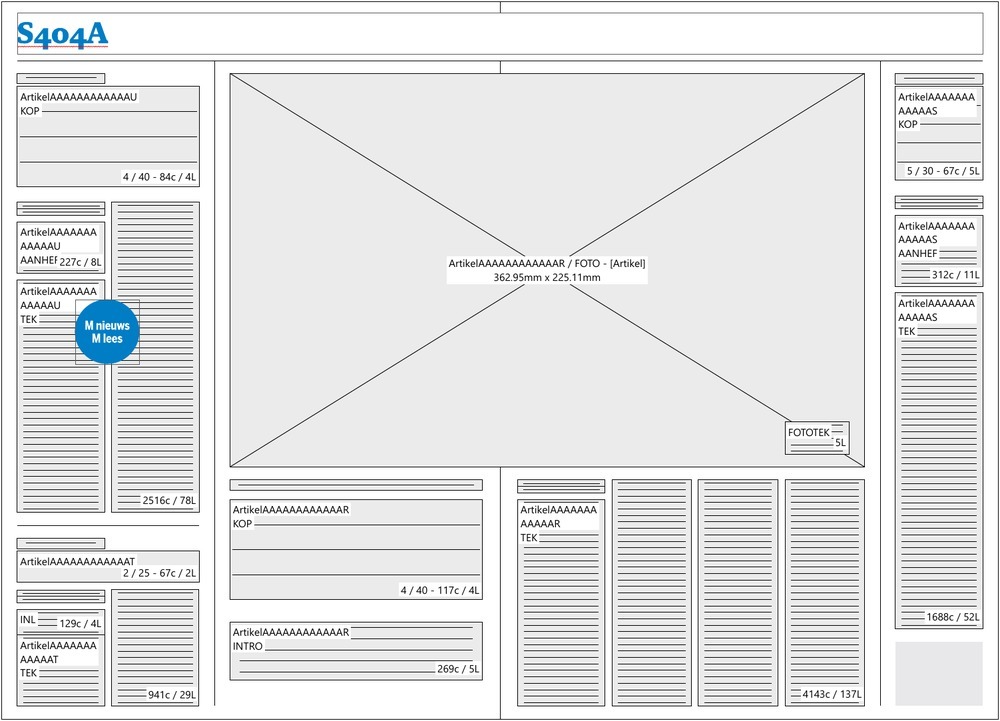 S404A
ArtikelAAAAAAAAAAAAU
KOP
4 / 40 - 84c / 4L
ArtikelAAAAAAA
AAAAAU
AANHEF 227c / 8L
ArtikelAAAAAAA
AAAAAU
TEK
M nieuws
M lees
2516c / 78L
ArtikelAAAAAAAAAAAAT
2 / 25 - 67c / 2L
INL 129c / 4L
ArtikelAAAAAAA
AAAAAT
TEK
941c / 29L
ArtikelAAAAAAAAAAAAR / FOTO - [Artikel]
362.95mm x 225.11mm
FOTOTEK
5L
ArtikelAAAAAAAAAAAAR
KOP
4 / 40 - 117c / 4L
ArtikelAAAAAAAAAAAAR
INTRO
269c / 5L
ArtikelAAAAAAA
AAAAAR
TEK
4143c / 137L
ArtikelAAAAAAA
AAAAAS
KOP
5 / 30 - 67c / 5L
ArtikelAAAAAAA
AAAAAS
AANHEF
312c / 11L
ArtikelAAAAAAA
AAAAAS
TEK
1688c / 52L